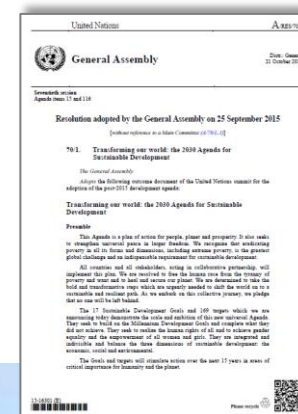 United Nations
General Assembly
21 October 2015
Seventieth session
Agenda items 15 and 116
Resolution adopted by the General Assembly on 25 September 2015
[without reference to a Main Committee (A/70/L.1)]
70/1. Transforming our world: the 2030 Agenda for
Sustainable Development
The General Assembly
Adopts the following outcome document of the United Nations summit for the
adoption of the post-2015 development agenda:
Transforming our world: the 2030 Agenda for Sustainable
Development
Preamble
This Agenda is a plan of action for people, planet and prosperity. It also seeks
to strengthen universal peace in larger freedom. We recognize that eradicating
poverty in all its forms and dimensions, including extreme poverty, is the greatest
global challenge and an indispensable requirement for sustainable development.
All countries and all stakeholders, acting in collaborative partnership, will
implement this plan. We are resolved to free the human race from the tyranny of
poverty and want to heal and secure our planet. We are determined to take the
bold and transformative steps which are urgently needed to shift the world on to a
sustainable and resilient path. As we embark on this collective journey, we pledge
that no one will be left behind.
The 17 Sustainable Development Goals and 169 targets which we are
announcing today demonstrate the scale and ambition of this new universal Agenda.
They seek to build on the Millennium Development Goals and complete what they
did not achieve. They seek to realize the human rights of all and to achieve gender
equality and the empowerment of all women and girls. They are integrated and
indivisible and balance the three dimensions of sustainable development: the
economic, social and environmental.
The Goals and targets will stimulate action over the next 15 years in areas of
critical importance for humanity and the planet.
15-16301 (E)
Please recycle